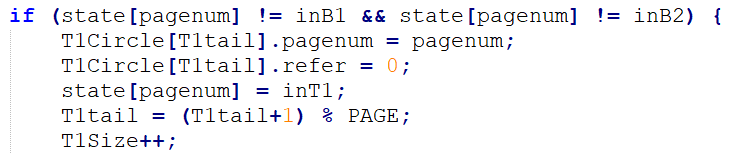 if (state[pagenum] != inB1 && state[pagenum] != inB2) {
    T1Circle[T1tail].pagenum = pagenum;
    T1Circle[T1tail].refer = 0;
    state[pagenum] = inT1;
    T1tail = (T1tail+1) % PAGE;
    T1Size++;